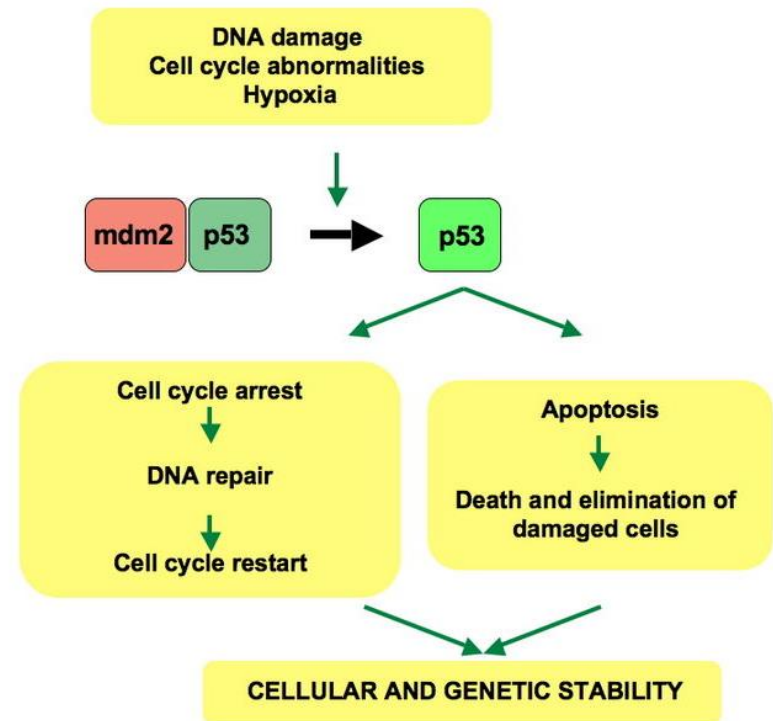 DNA damage
Cell cycle abnormalities
Hypoxia
mdm2 p53
p53
Cell cycle arrest
DNA repair
Cell cycle restart
Apoptosis
Death and elimination of
damaged cells
CELLULAR AND GENETIC STABILITY